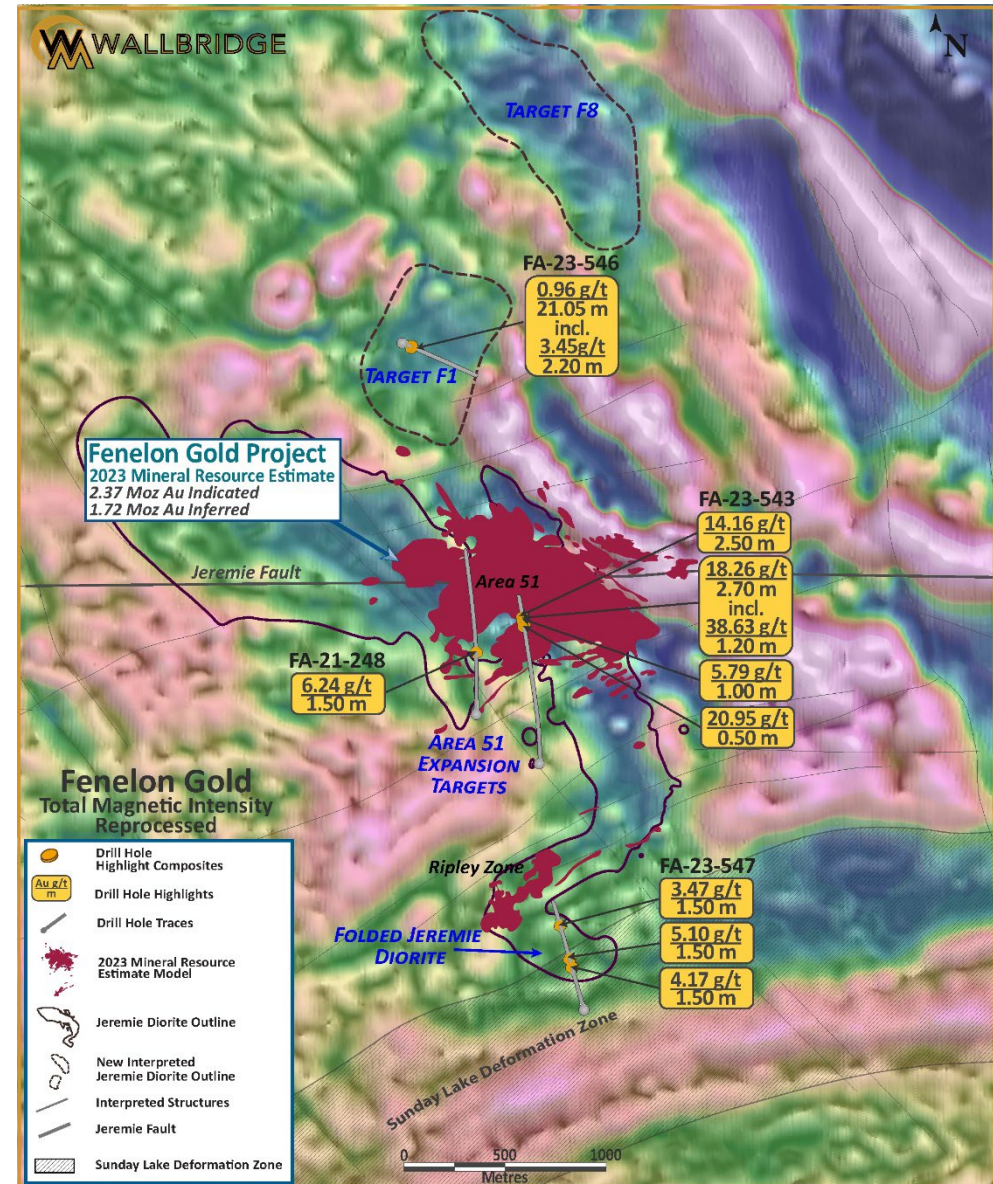 WALLBRIDGE
N
TARGET F8
FA-23-546
0.96 g/t
21.05 m
incl.
3.45g/t
2.20 m
TARGET F1
Fenelon Gold Project
2023 Mineral Resource Estimate
2.37 Moz Au Indicated
1.72 Moz Au Inferred
FA-23-543
14.16 g/t
2.50 m
18.26 g/t
2.70 m
incl.
38.63 g/t
1.20 m
5.79 g/t
1.00 m
20.95 g/t
0.50 m
Jeremie Fault
Area 51
FA-21-248
6.24 g/t
1.50 m
AREA 51
EXPANSION
TARGETS
Fenelon Gold
Total Magnetic Intensity
Reprocessed
Ripley Zone
FA-23-547
3.47 g/t
1.50 m
5.10 g/t
1.50 m
4.17 g/t
1.50 m
FOLDED JEREMIE
DIORITE
Sunday Lake Deformation Zone
Drill Hole
Highlight Composites
Au g/t
m
Drill Hole Highlights
Drill Hole Traces
2023 Mineral Resource
Estimate Model
Jeremie Diorite Outline
New Interpreted
Jeremie Diorite Outline
Interpreted Structures
Jeremie Fault
Sunday Lake Deformation Zone
0 500 1000
Metres